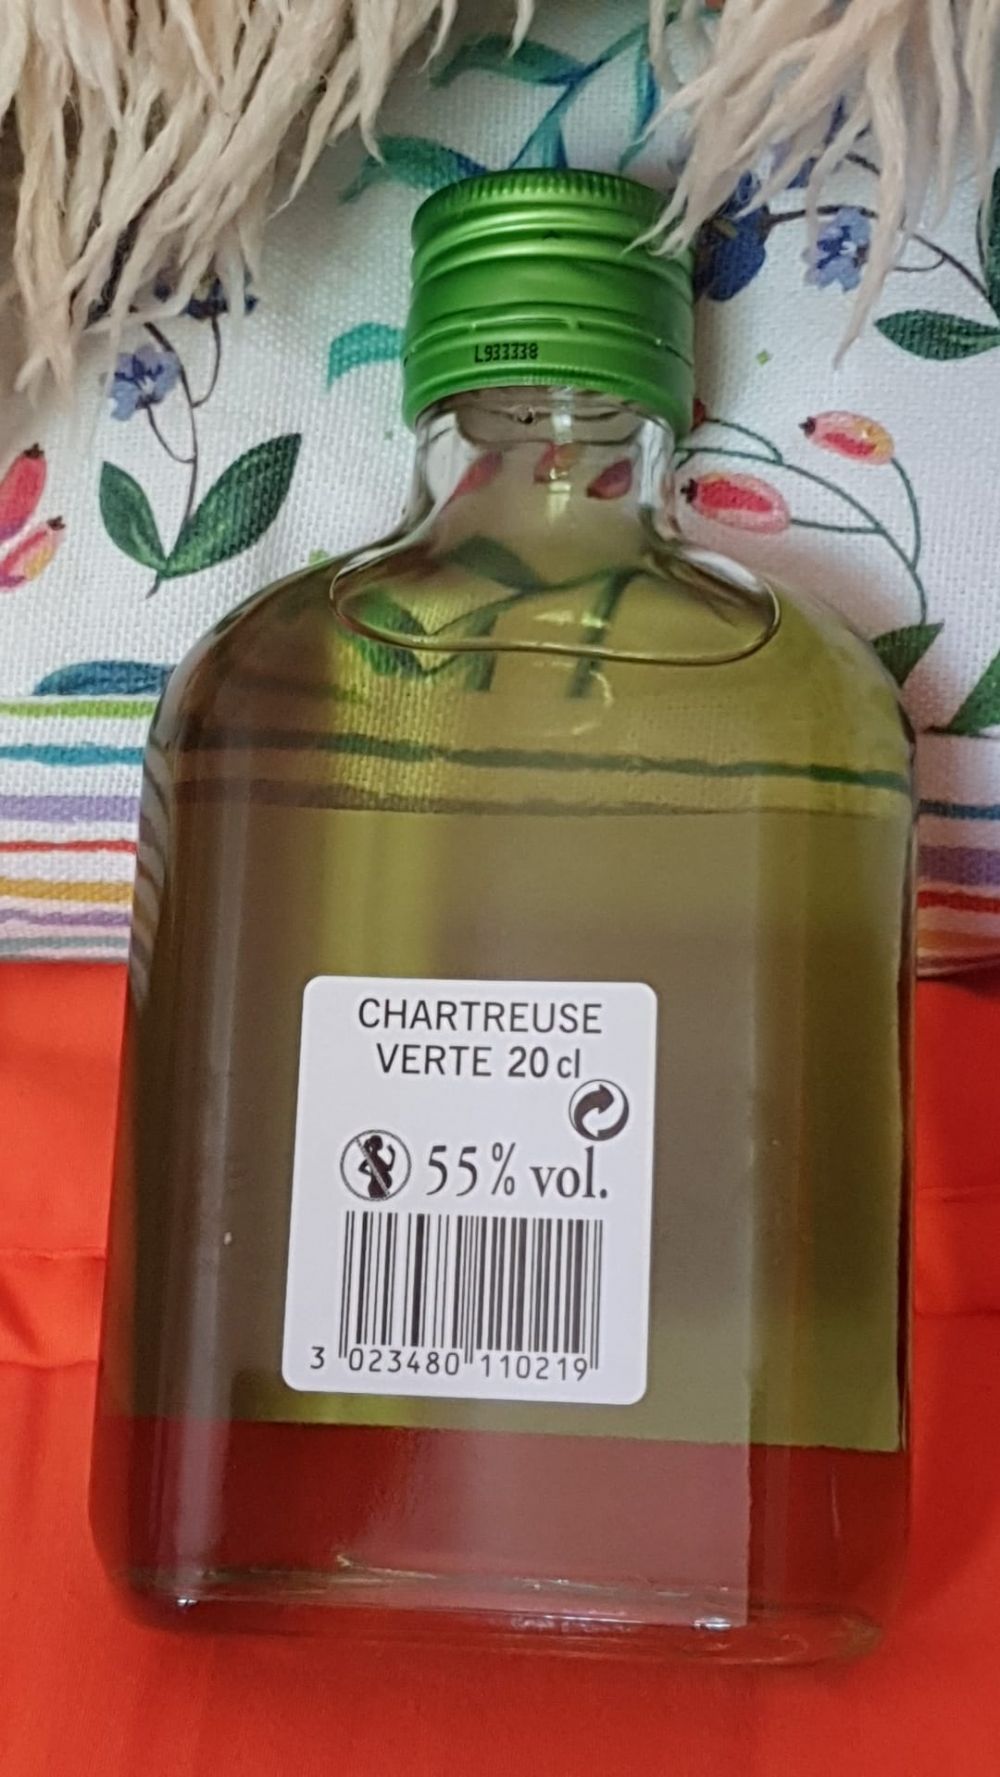 L933338
CHARTREUSE
VERTE 20 cl
55% vol.
3 023480 110219